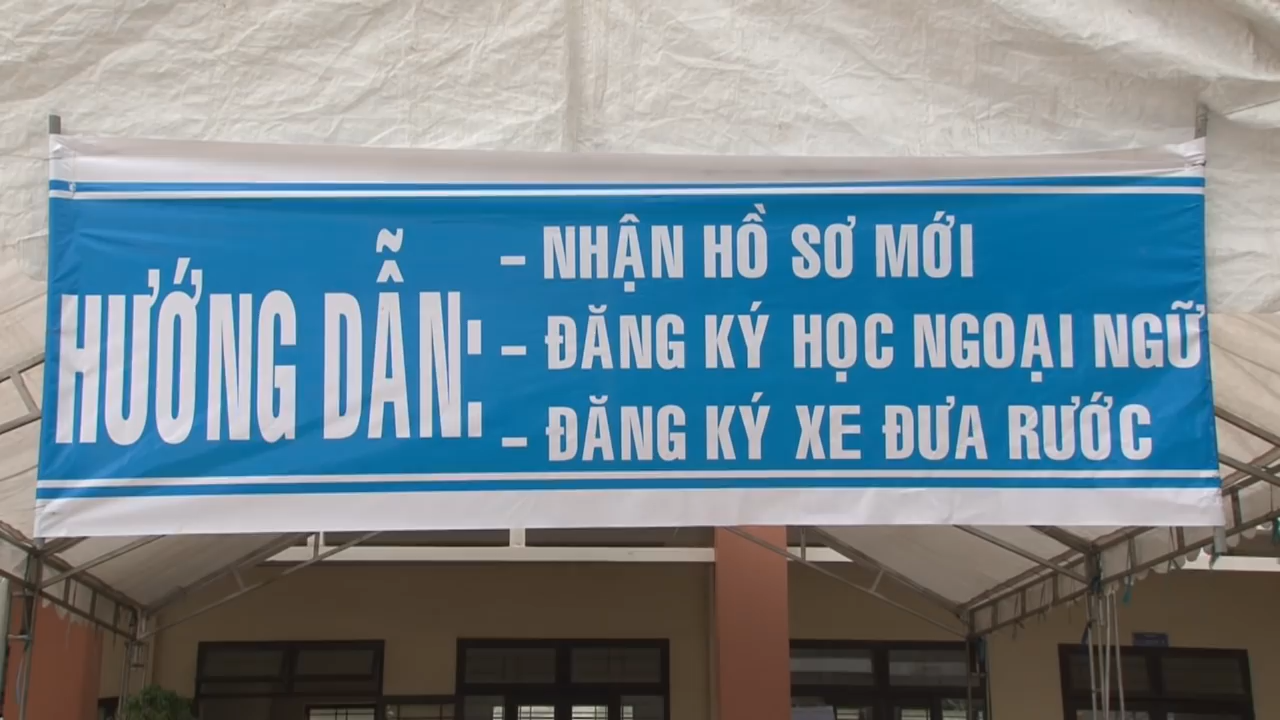 HƯỚNG DẪN:
- NHẬN HỒ SƠ MỚI
- ĐĂNG KÝ HỌC NGOẠI NGỮ
- ĐĂNG KÝ XE ĐƯA RƯỚC